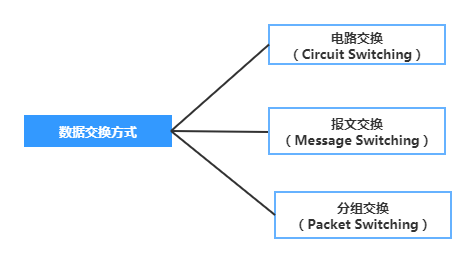 数据交换方式
电路交换
（Circuit Switching）
报文交换
（Message Switching）
分组交换
（Packet Switching）